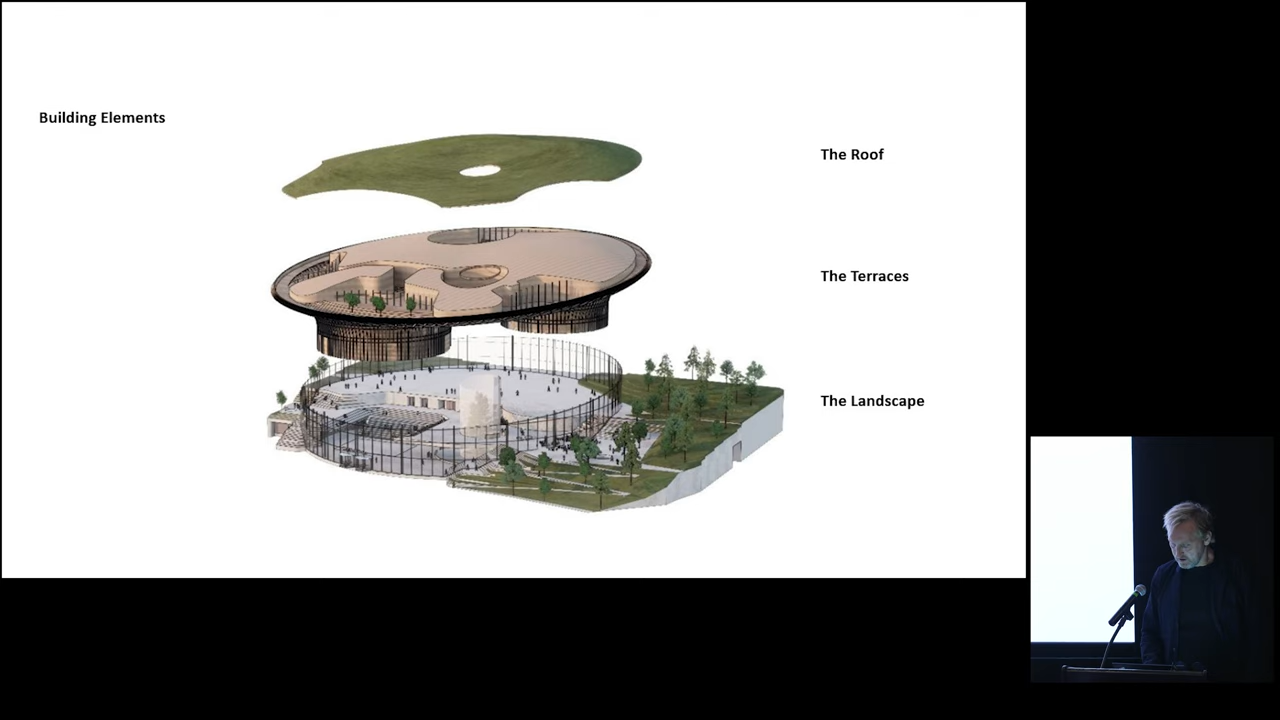 Building Elements
The Roof
The Terraces
The Landscape